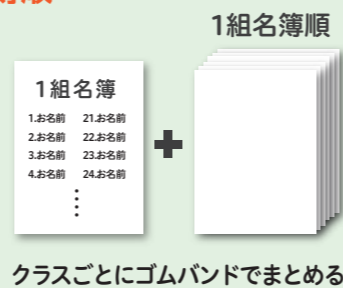 1組名簿順
1組名簿
1.お名前 21.お名前
2.お名前 22.お名前
3.お名前 23.お名前
4.お名前 24.お名前
クラスごとにゴムバンドでまとめる